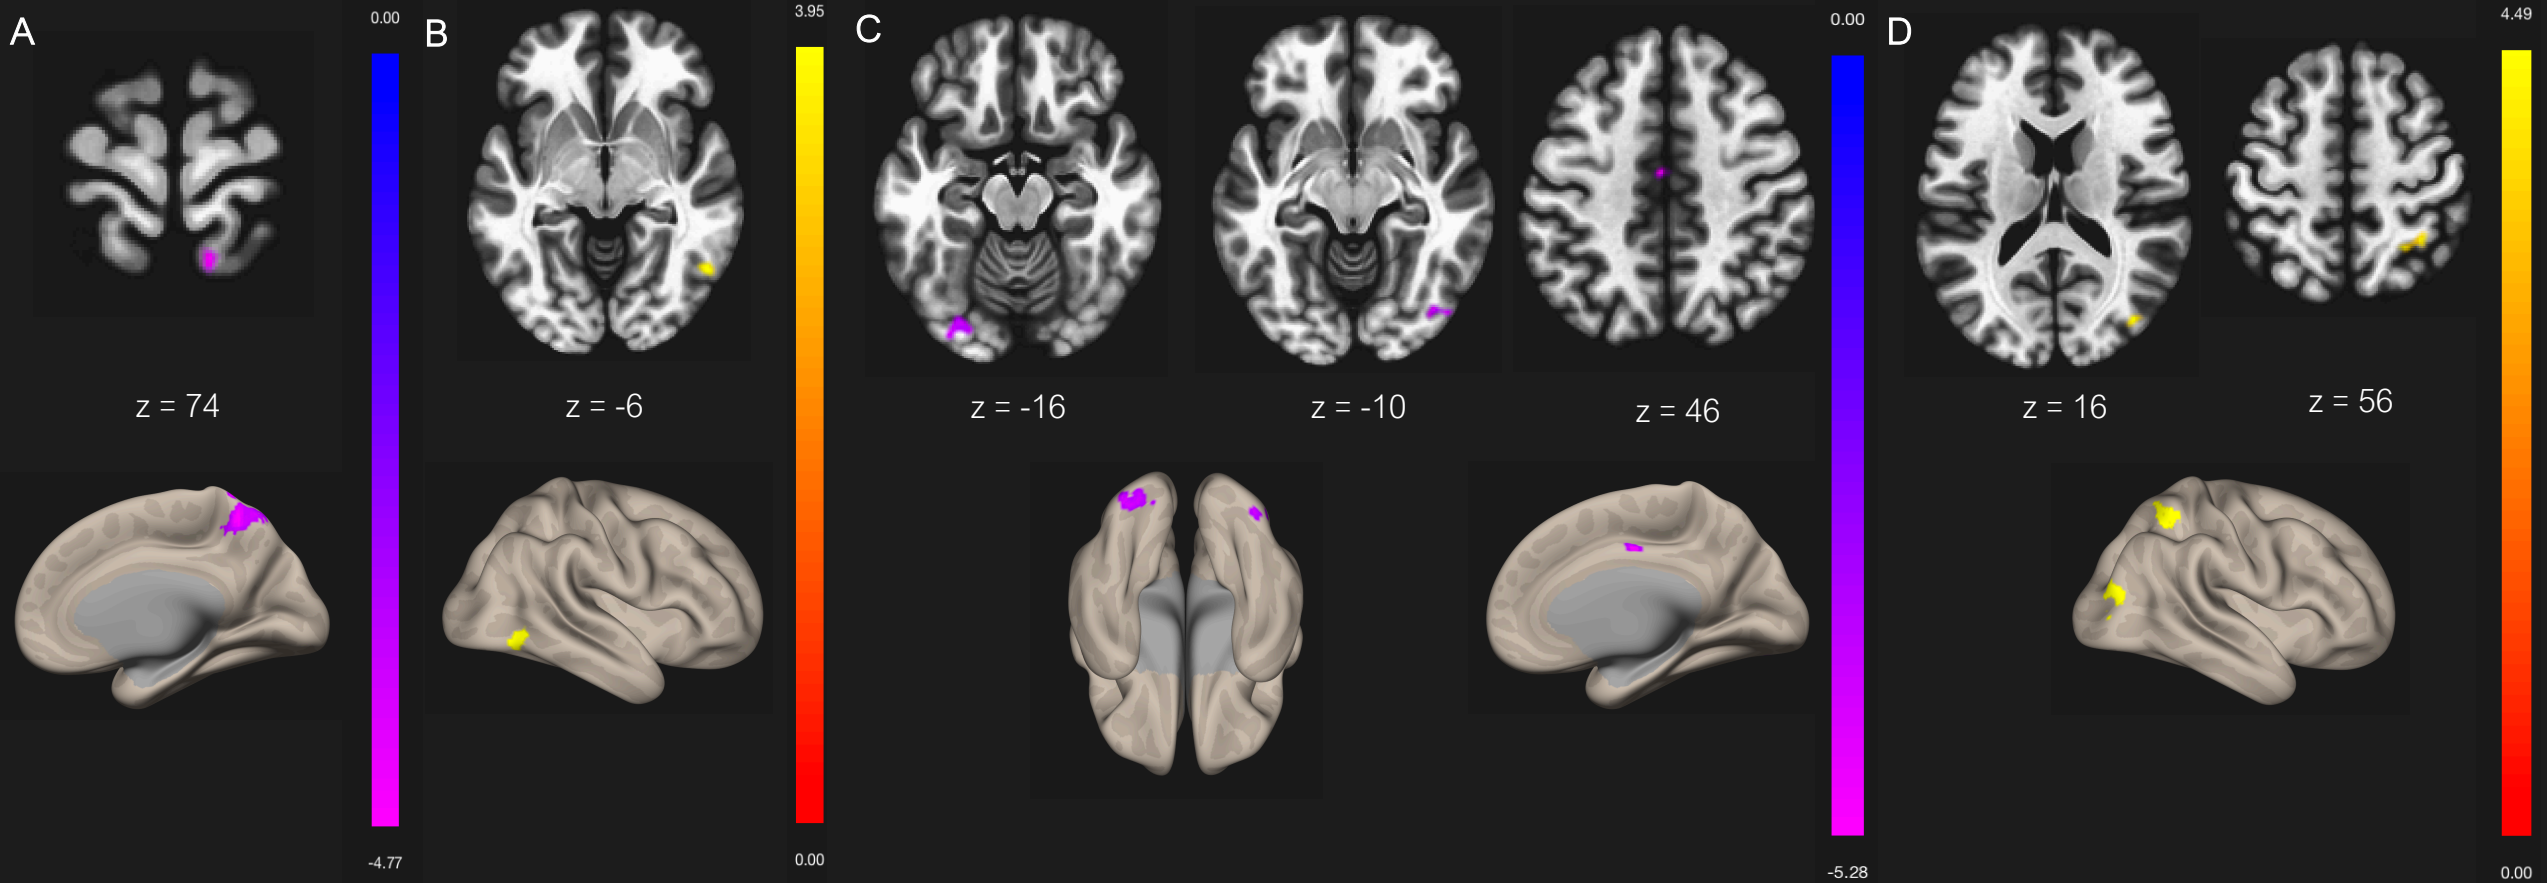 A
0.00
-4.77
z = 74
B
3.95
0.00
z = -6
C
z = -16
z = -10
z = 46
0.00
-5.28
D
z = 16
z = 56
4.49
0.00